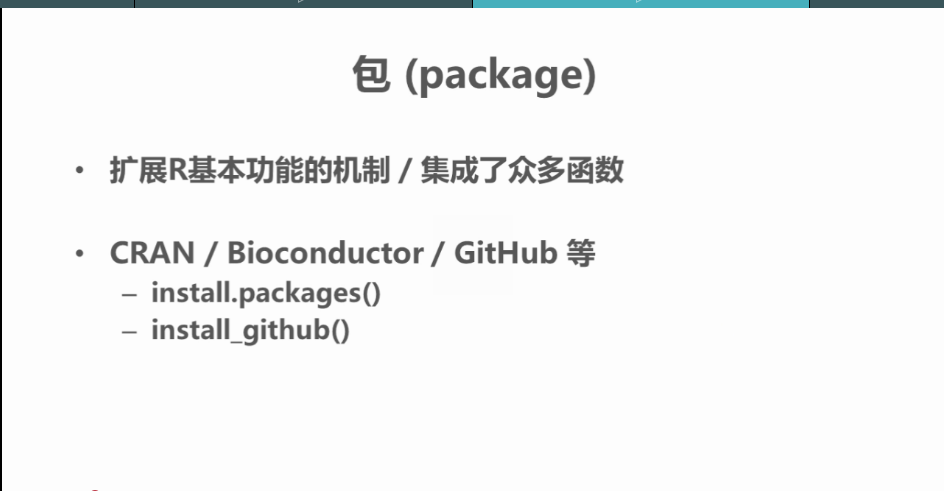 包 (package)
• 扩展R基本功能的机制 / 集成了众多函数
• CRAN / Bioconductor / GitHub 等
– install.packages()
– install_github()